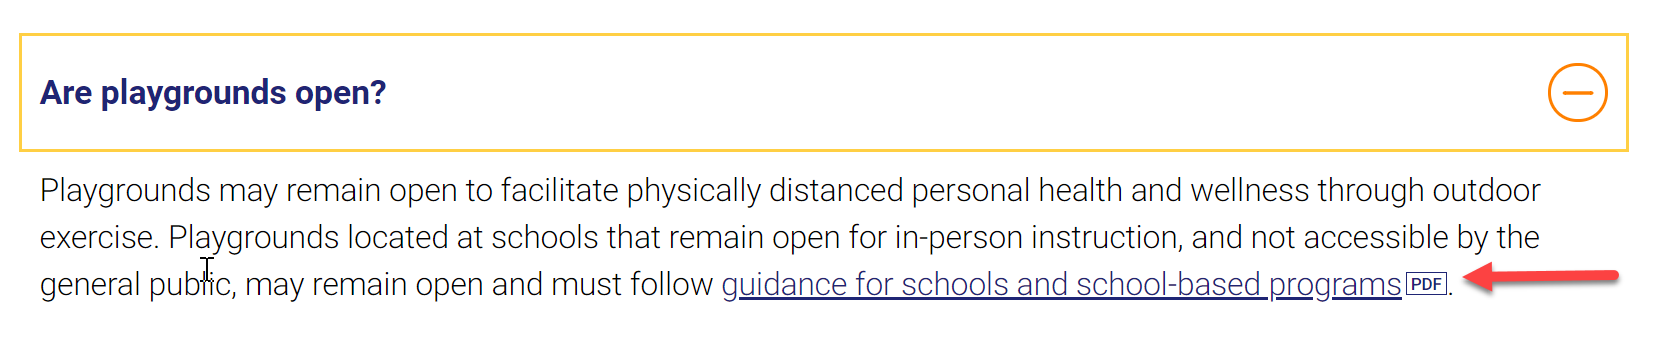 Are playgrounds open?
Playgrounds may remain open to facilitate physically distanced personal health and wellness through outdoor
exercise. Playgrounds located at schools that remain open for in-person instruction, and not accessible by the
general public, may remain open and must follow guidance for schools and school-based programs PDF.